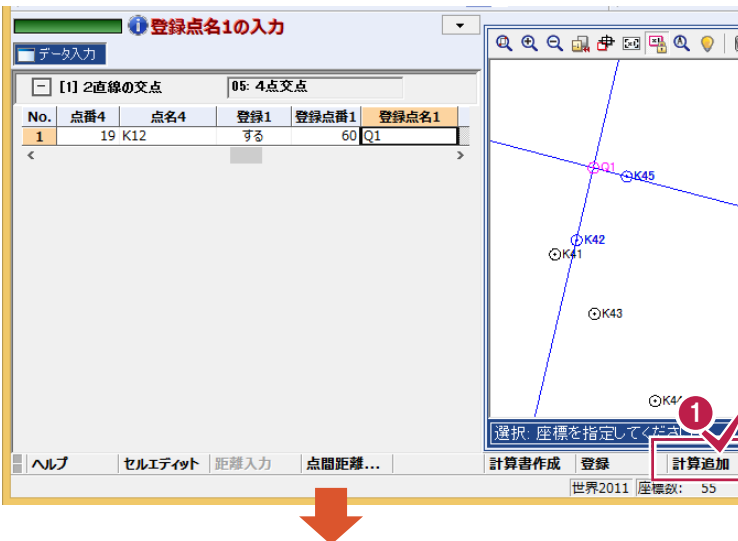 登録点名1の入力
データ入力
[1] 2直線の交点 05: 4点交点
No. 点番4 点名4 登録1 登録点番1 登録点名1
1 19 K12 する 60 Q1
Q1
K45
K42
K41
K43
K44
1
選択: 座標を指定してくださ
ヘルプ セルエディット 距離入力 点間距離... 計算書作成 登録 計算追加
世界2011 座標数: 55